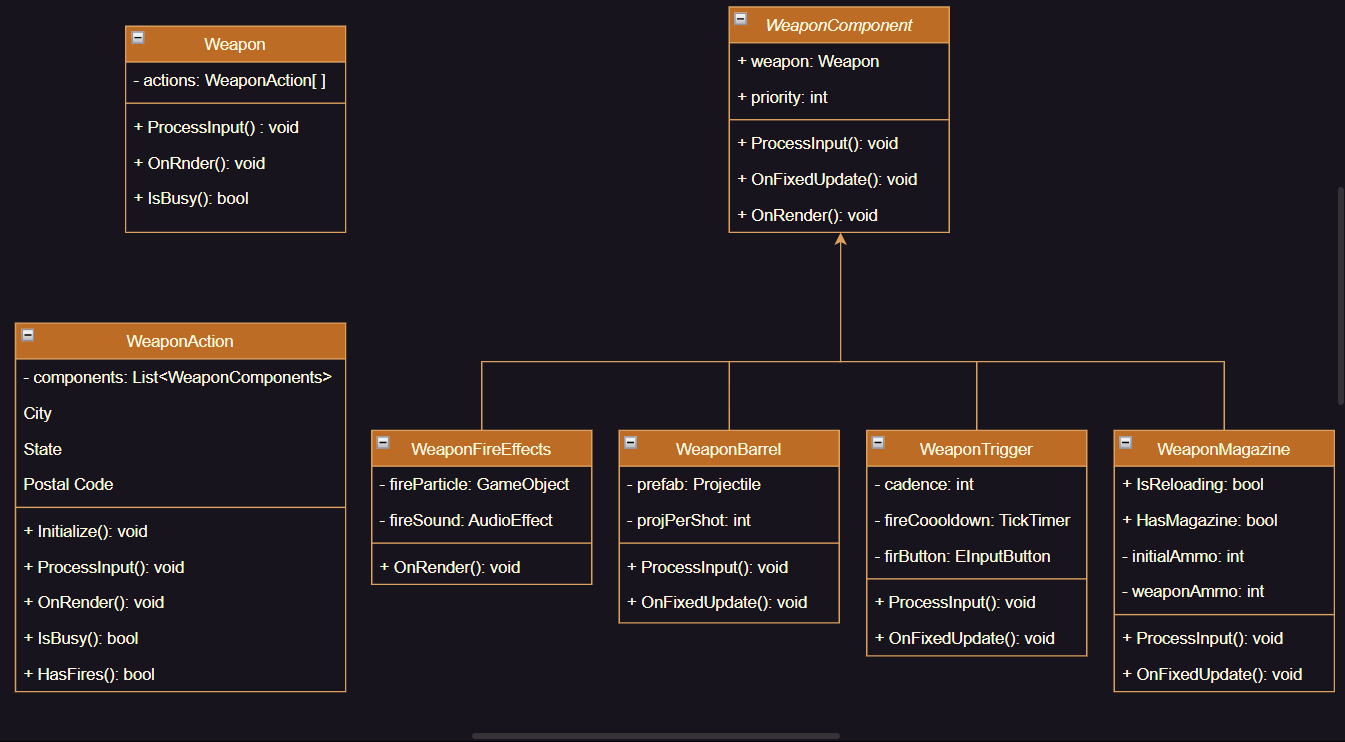 Weapon
- actions: WeaponAction[ ]
+ ProcessInput() : void
+ OnRnder(): void
+ IsBusy(): bool
WeaponComponent
+ weapon: Weapon
+ priority: int
+ ProcessInput(): void
+ OnFixedUpdate(): void
+ OnRender(): void
WeaponAction
- components: List<WeaponComponents>
City
State
Postal Code
+ Initialize(): void
+ ProcessInput(): void
+ OnRender(): void
+ IsBusy(): bool
+ HasFires(): bool
WeaponFireEffects
- fireParticle: GameObject
- fireSound: AudioEffect
+ OnRender(): void
WeaponBarrel
- prefab: Projectile
- projPerShot: int
+ ProcessInput(): void
+ OnFixedUpdate(): void
WeaponTrigger
- cadence: int
- fireCoooldown: TickTimer
- firButton: EInputButton
+ ProcessInput(): void
+ OnFixedUpdate(): void
WeaponMagazine
+ IsReloading: bool
+ HasMagazine: bool
- initialAmmo: int
- weaponAmmo: int
+ ProcessInput(): void
+ OnFixedUpdate(): void